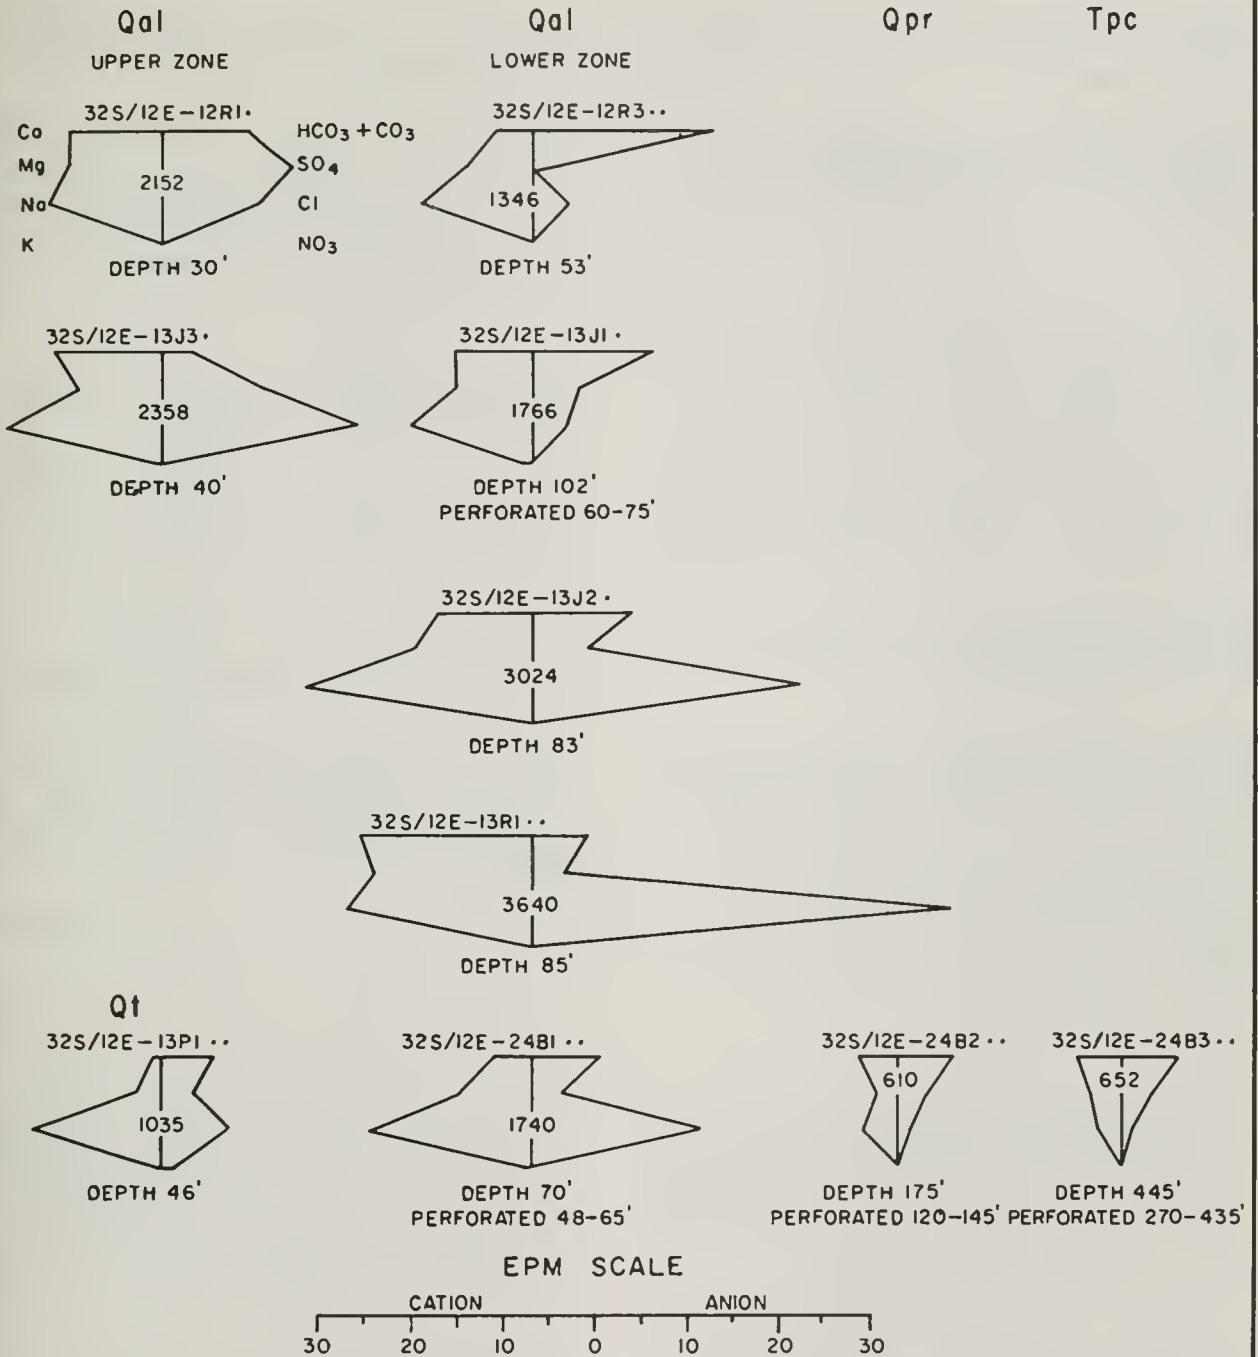 Qal Qal Qpr Tpc
UPPER ZONE LOWER ZONE
32S/12E-12R1. 32S/12E-12R3..
Ca HCO3 + CO3
Mg SO4
2152
Na Cl
1346
K NO3
DEPTH 30' DEPTH 53'
32S/12E-13J3. 32S/12E-13J1.
2358 1766
DEPTH 40' DEPTH 102'
PERFORATED 60-75'
32S/12E-13J2.
3024
DEPTH 83'
32S/12E-13R1..
3640
DEPTH 85'
Qt
32S/12E-13P1.. 32S/12E-24B1.. 32S/12E-24B2.. 32S/12E-24B3..
610 652
1035 1740
DEPTH 46' DEPTH 70' DEPTH 175' DEPTH 445'
PERFORATED 48-65' PERFORATED 120-145' PERFORATED 270-435'
EPM SCALE
CATION ANION
30 20 10 0 10 20 30